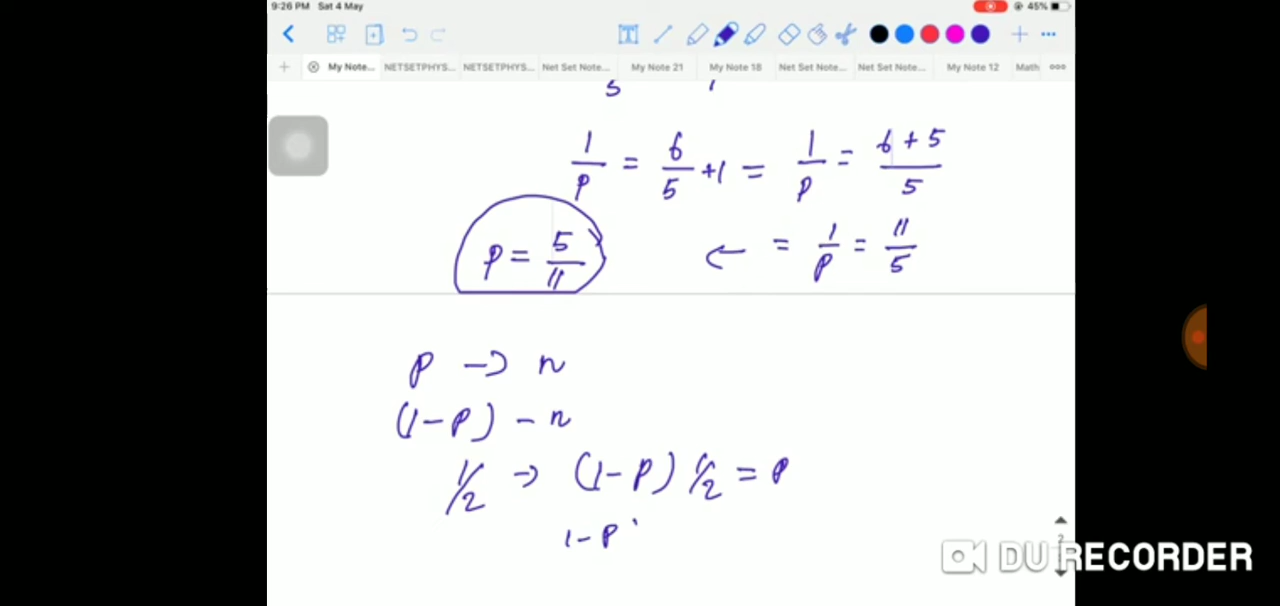 9:26 PM Sat 4 May 45%
My Note... NETSETPHYS... NETSETPHYS... Net Set Note... My Note 21 My Note 18 Net Set Note... Net Set Note... My Note 12 Math
5
1/P = 6/5 +1 = 1/P = 6+5/5
P = 5/11 ← = 1/P = 11/5
P → n
(1-P) - n
1/2 → (1-P) 1/2 = P
1-P
2
DU RECORDER